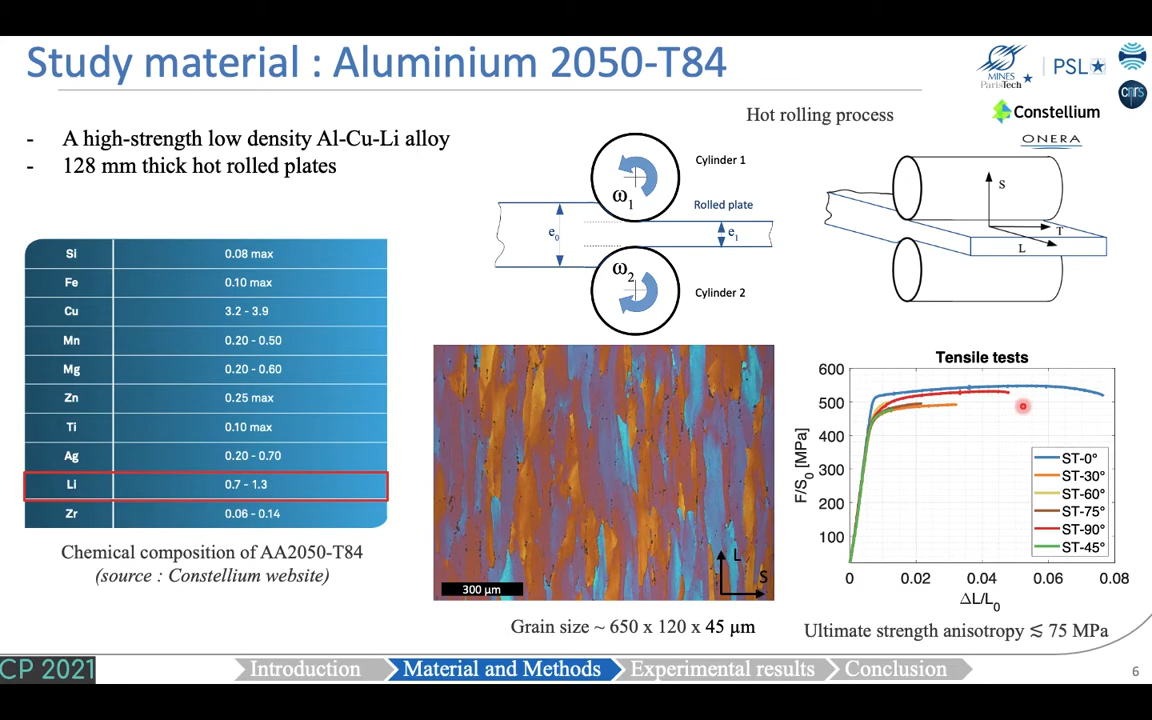 Study material : Aluminium 2050-T84
MINES
ParisTech
PSL
cnrs
Constellium
ONERA
- A high-strength low density Al-Cu-Li alloy
- 128 mm thick hot rolled plates
Hot rolling process
Cylinder 1
ω1
Rolled plate
e0
e1
ω2
Cylinder 2
S
T
L
Si 0.08 max
Fe 0.10 max
Cu 3.2 - 3.9
Mn 0.20 - 0.50
Mg 0.20 - 0.60
Zn 0.25 max
Ti 0.10 max
Ag 0.20 - 0.70
Li 0.7 - 1.3
Zr 0.06 - 0.14
Chemical composition of AA2050-T84
(source : Constellium website)
L
S
300 µm
Grain size ~ 650 x 120 x 45 µm
Tensile tests
600
500
400
300
200
100
F/S0 [MPa]
ST-0°
ST-30°
ST-60°
ST-75°
ST-90°
ST-45°
0 0.02 0.04 0.06 0.08
ΔL/L0
Ultimate strength anisotropy ≲ 75 MPa
CP 2021
Introduction
Material and Methods
Experimental results
Conclusion
6